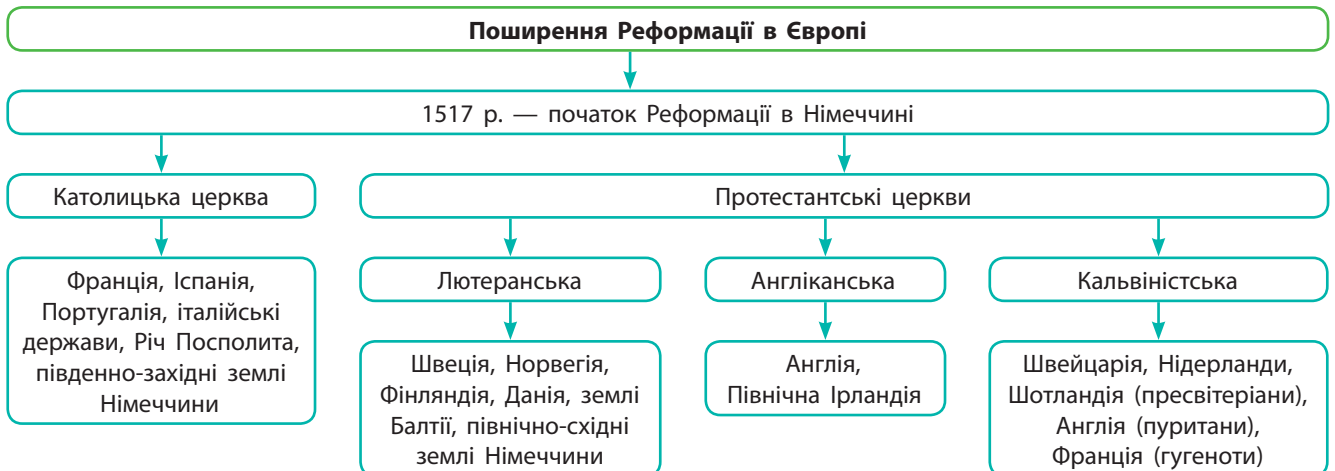 Поширення Реформації в Європі
1517 р. — початок Реформації в Німеччині
Католицька церква
Протестантські церкви
Франція, Іспанія,
Португалія, італійські
держави, Річ Посполита,
південно-західні землі
Німеччини
Лютеранська
Англіканська
Кальвіністська
Швеція, Норвегія,
Фінляндія, Данія, землі
Балтії, північно-східні
землі Німеччини
Англія,
Північна Ірландія
Швейцарія, Нідерланди,
Шотландія (пресвітеріани),
Англія (пуритани),
Франція (гугеноти)